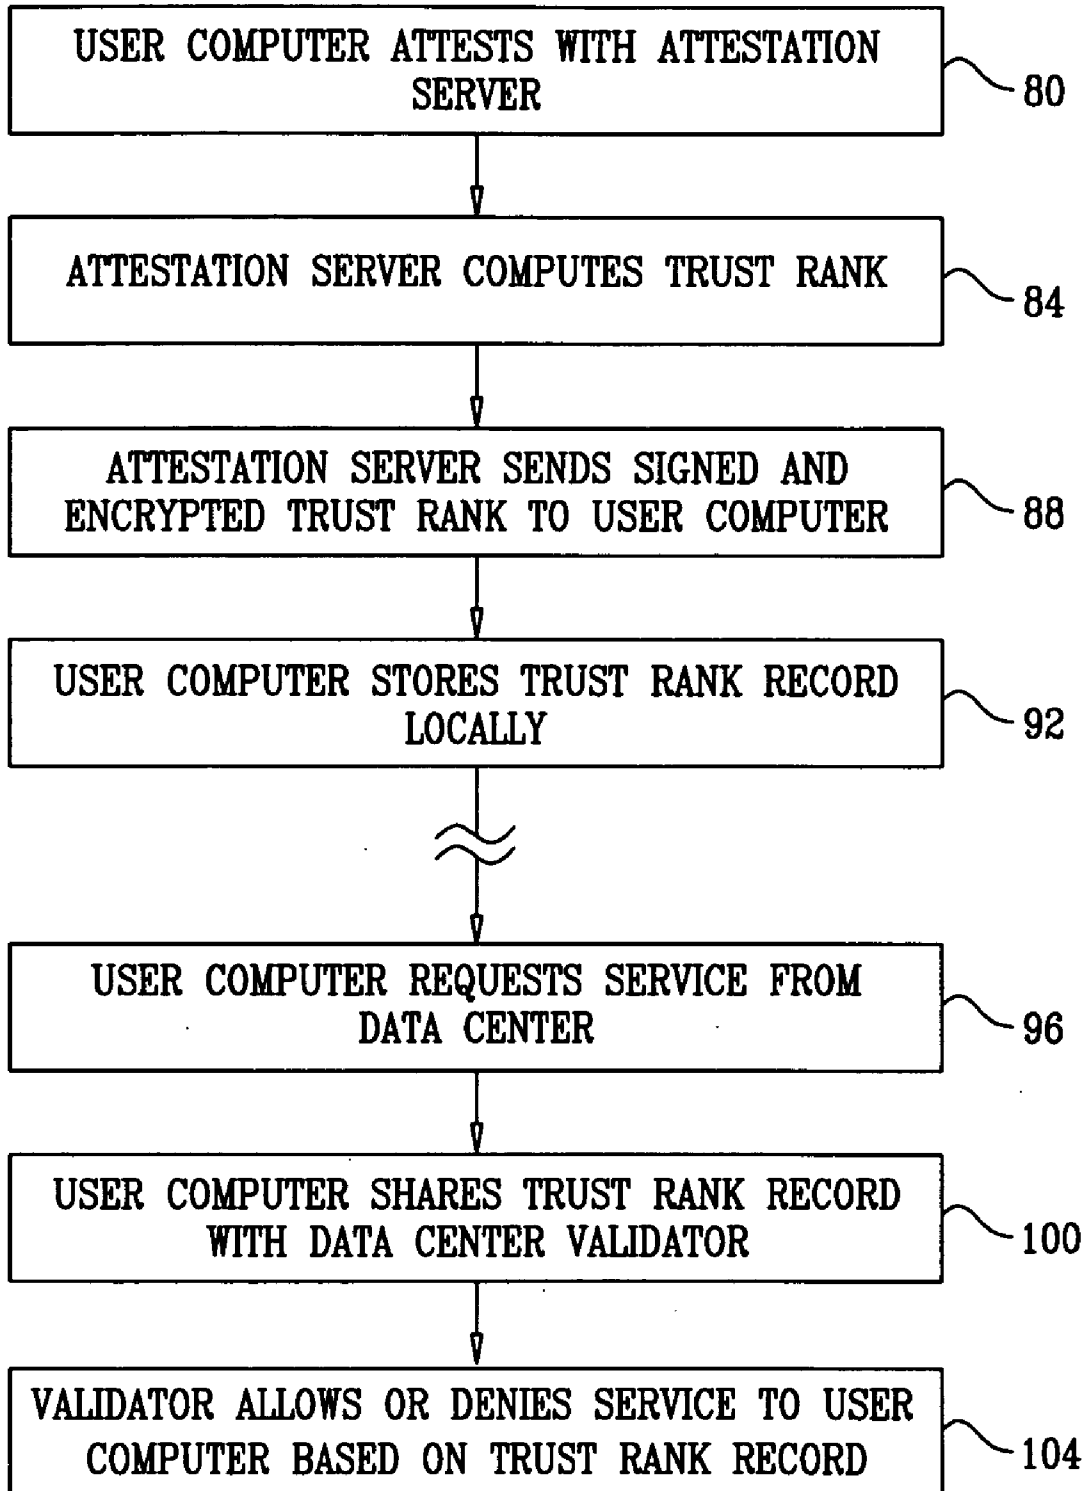 USER COMPUTER ATTESTS WITH ATTESTATION
SERVER
80
ATTESTATION SERVER COMPUTES TRUST RANK
84
ATTESTATION SERVER SENDS SIGNED AND
ENCRYPTED TRUST RANK TO USER COMPUTER
88
USER COMPUTER STORES TRUST RANK RECORD
LOCALLY
92
USER COMPUTER REQUESTS SERVICE FROM
DATA CENTER
96
USER COMPUTER SHARES TRUST RANK RECORD
WITH DATA CENTER VALIDATOR
100
VALIDATOR ALLOWS OR DENIES SERVICE TO USER
COMPUTER BASED ON TRUST RANK RECORD
104